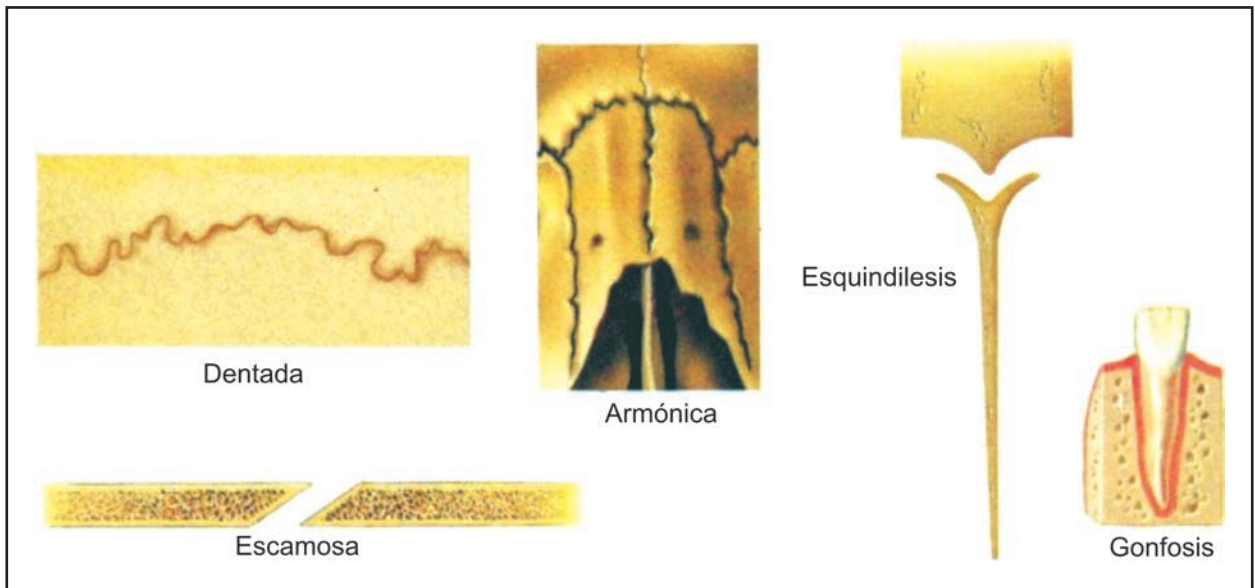 Dentada
Armónica
Esquindilesis
Escamosa
Gonfosis